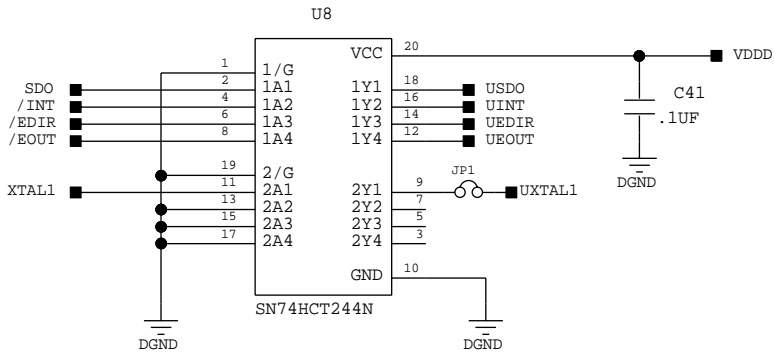 U8
VCC 20 VDDD
1 1/G
SDO 2 1A1 1Y1 18 USDO
/INT 4 1A2 1Y2 16 UINT
/EDIR 6 1A3 1Y3 14 UEDIR
/EOUT 8 1A4 1Y4 12 UEOUT
C41
.1UF
DGND
19 2/G
XTAL1 11 2A1 2Y1 9 JP1 UXTAL1
13 2A2 2Y2 7
15 2A3 2Y3 5
17 2A4 2Y4 3
GND 10
SN74HCT244N
DGND
DGND